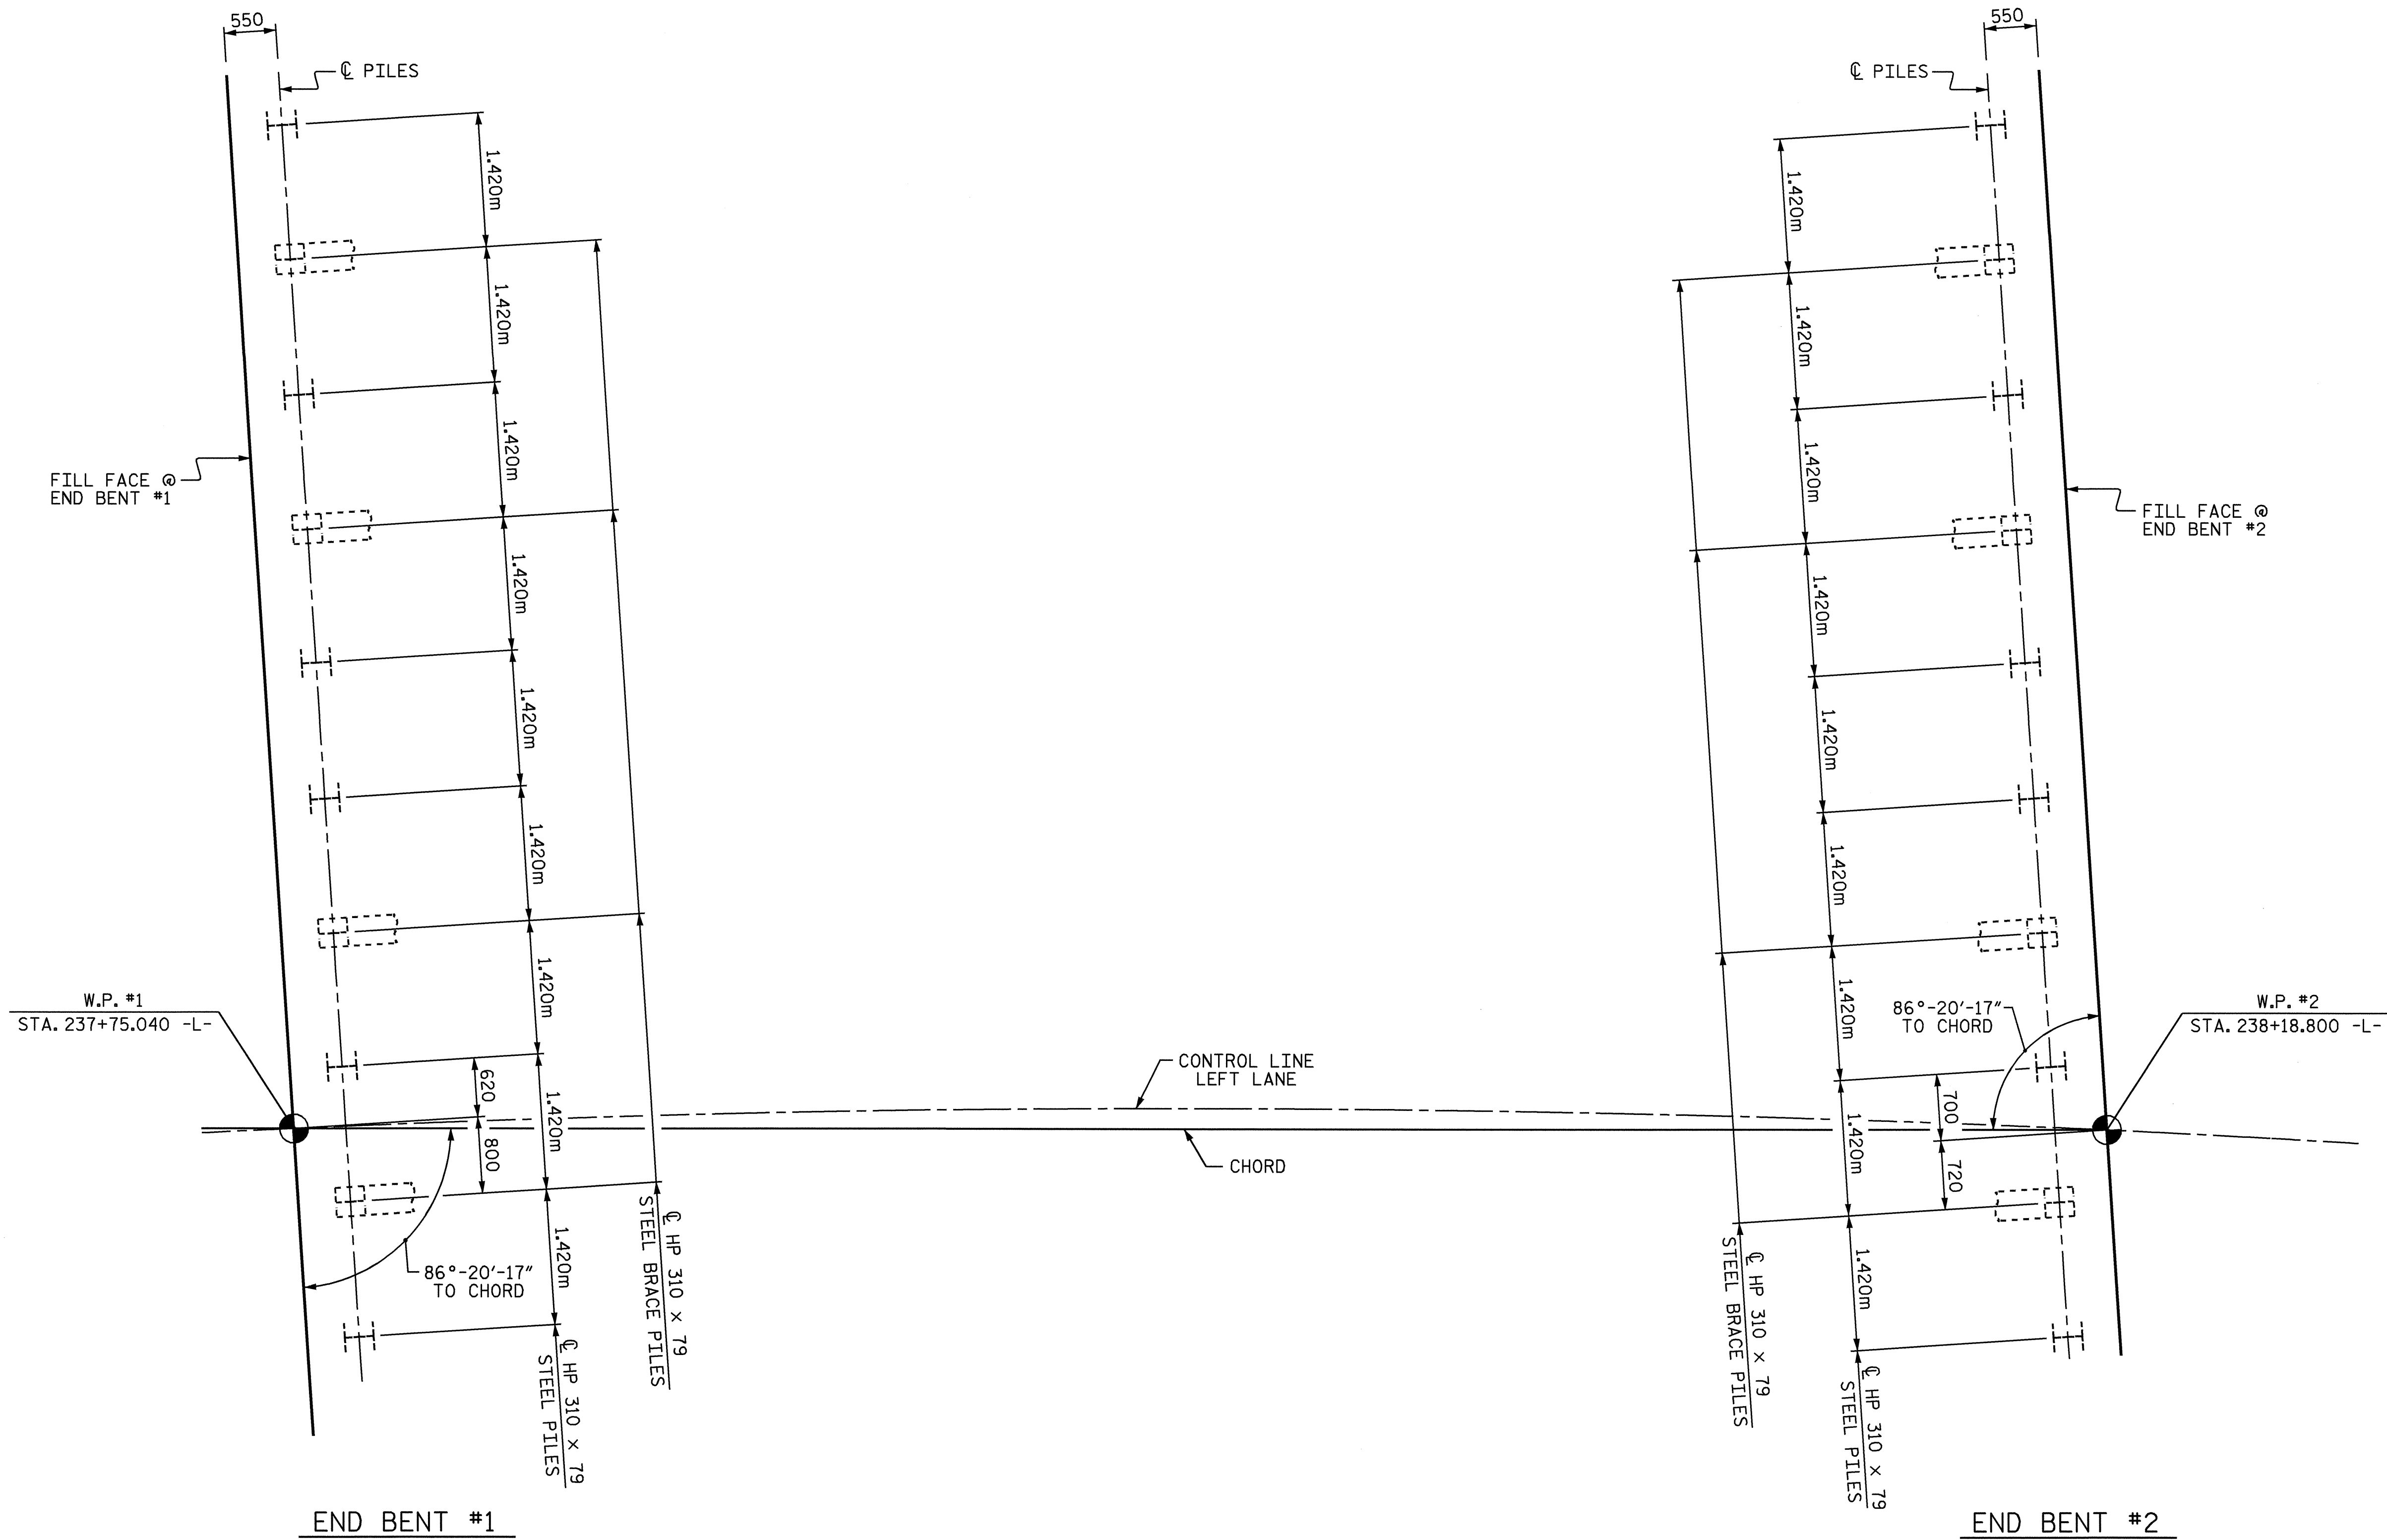 550
℄ PILES
1.420m
1.420m
1.420m
1.420m
1.420m
1.420m
1.420m
1.420m
1.420m
FILL FACE @
END BENT #1
W.P. #1
STA. 237+75.040 -L-
620
800
86°-20'-17"
TO CHORD
℄ HP 310 x 79
STEEL BRACE PILES
℄ HP 310 x 79
STEEL PILES
END BENT #1
CONTROL LINE
LEFT LANE
CHORD
550
℄ PILES
1.420m
1.420m
1.420m
1.420m
1.420m
1.420m
1.420m
1.420m
1.420m
FILL FACE @
END BENT #2
W.P. #2
STA. 238+18.800 -L-
86°-20'-17"
TO CHORD
700
720
℄ HP 310 x 79
STEEL BRACE PILES
℄ HP 310 x 79
STEEL PILES
END BENT #2